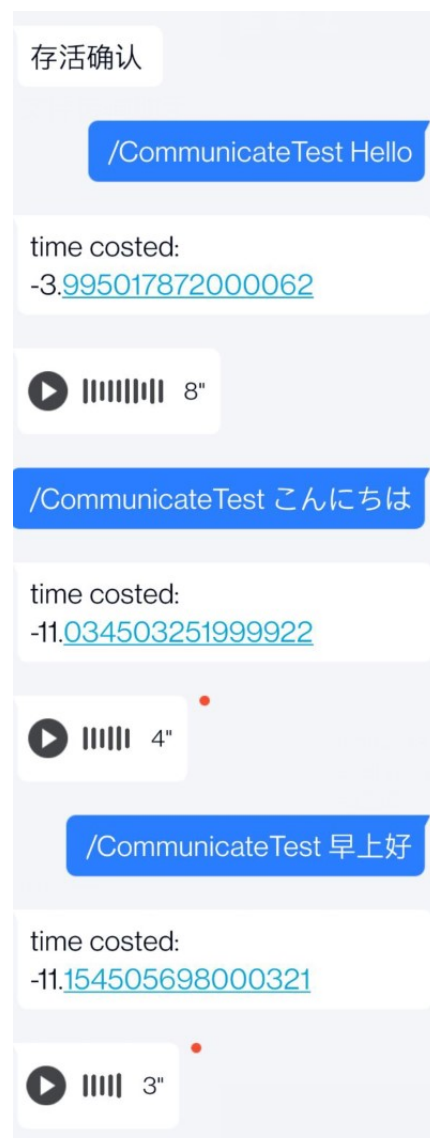 存活确认
/CommunicateTest Hello
time costed:
-3.995017872000062
8"
/CommunicateTest こんにちは
time costed:
-11.034503251999922
4"
/CommunicateTest 早上好
time costed:
-11.154505698000321
3"